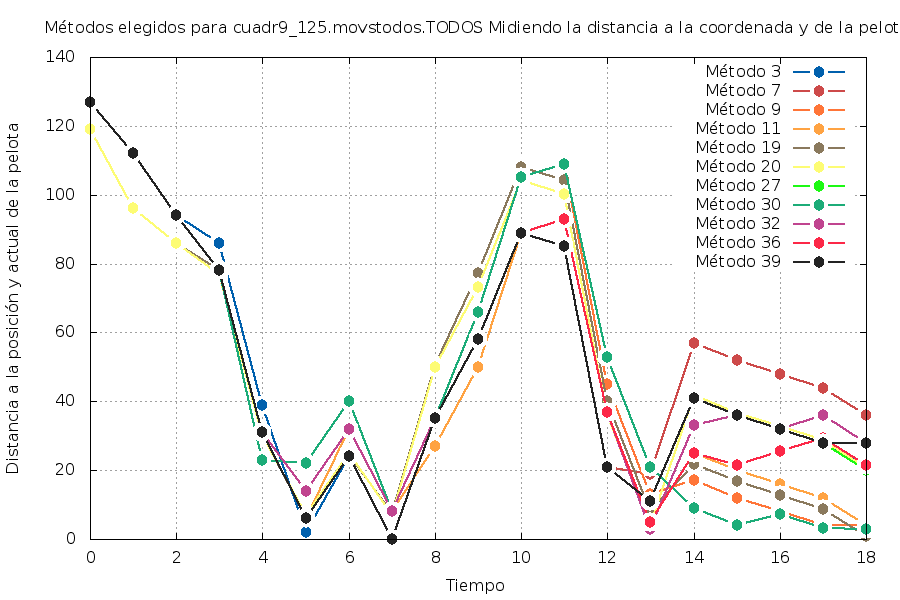 Métodos elegidos para cuadr9_125.movstodos.TODOS Midiendo la distancia a la coordenada y de la pelot
Distancia a la posición y actual de la pelota
140
120
100
80
60
40
20
0
Método 3
Método 7
Método 9
Método 11
Método 19
Método 20
Método 27
Método 30
Método 32
Método 36
Método 39
0 2 4 6 8 10 12 14 16 18
Tiempo